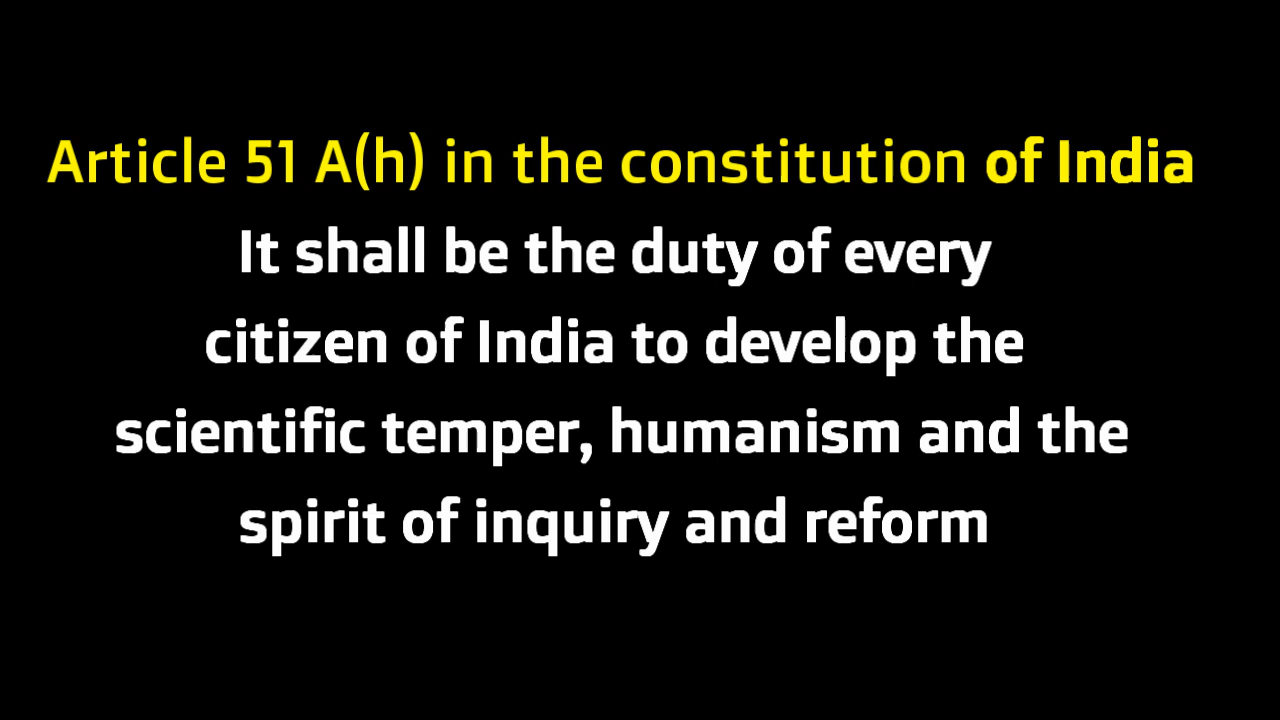 Article 51 A(h) in the constitution of India
It shall be the duty of every
citizen of India to develop the
scientific temper, humanism and the
spirit of inquiry and reform